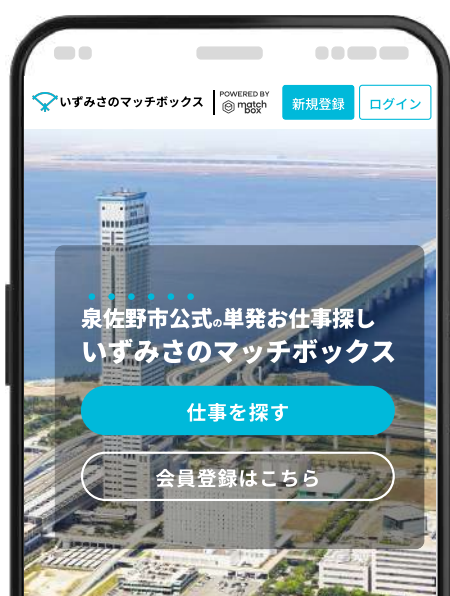 いずみさのマッチボックス
POWERED BY
match
box
新規登録
ログイン
泉佐野市公式の単発お仕事探し
いずみさのマッチボックス
仕事を探す
会員登録はこちら